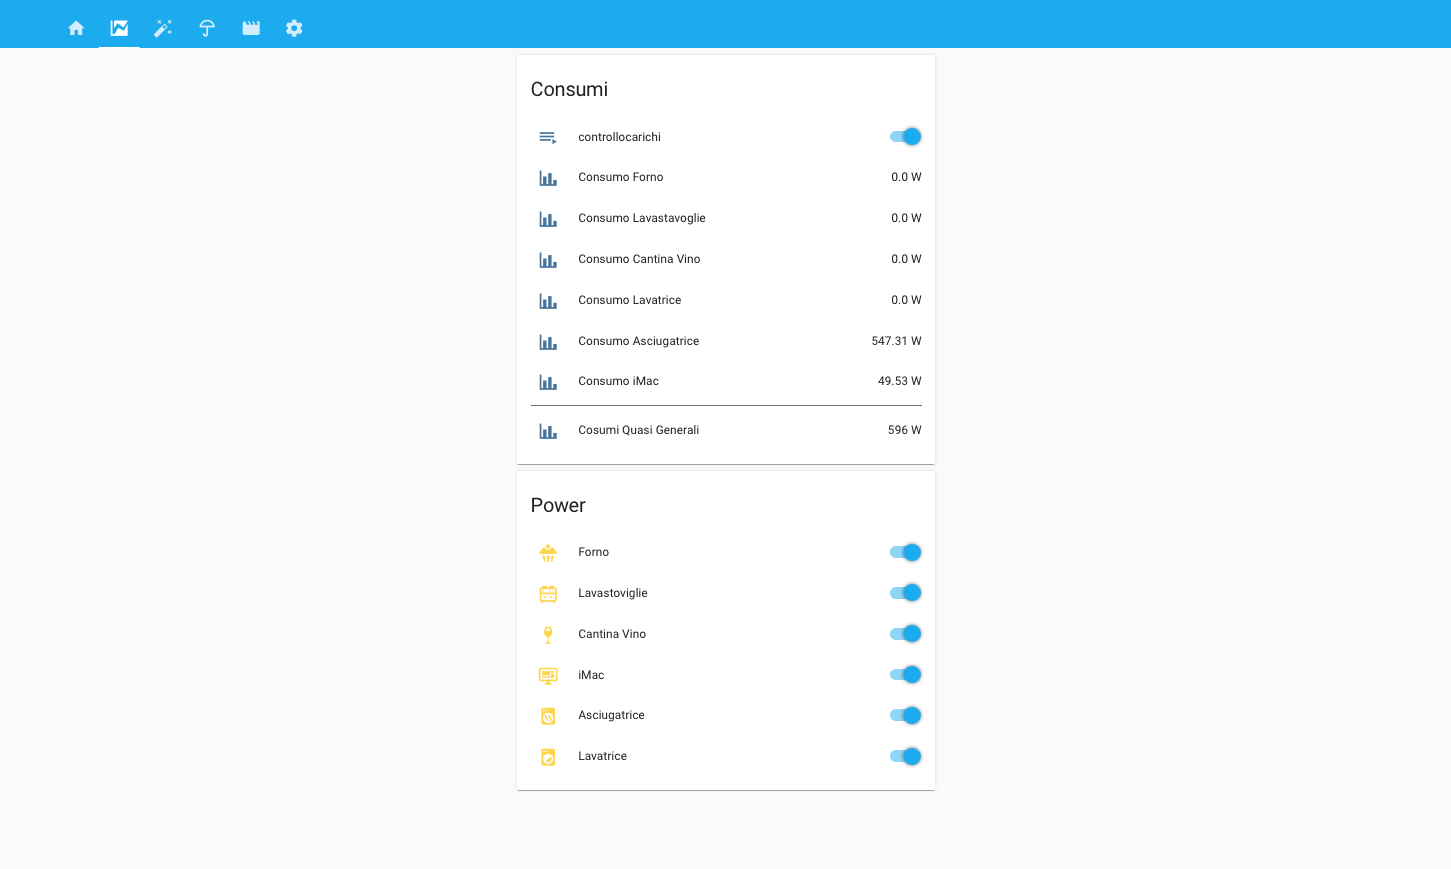 Consumi
controllocarichi
Consumo Forno 0.0 W
Consumo Lavastavoglie 0.0 W
Consumo Cantina Vino 0.0 W
Consumo Lavatrice 0.0 W
Consumo Asciugatrice 547.31 W
Consumo iMac 49.53 W
Cosumi Quasi Generali 596 W
Power
Forno
Lavastoviglie
Cantina Vino
iMac
Asciugatrice
Lavatrice